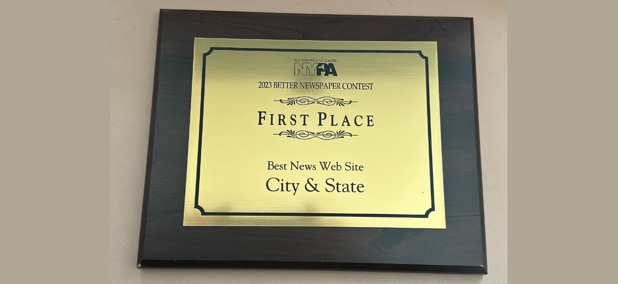 NYPA
2023 BETTER NEWSPAPER CONTEST
FIRST PLACE
Best News Web Site
City & State